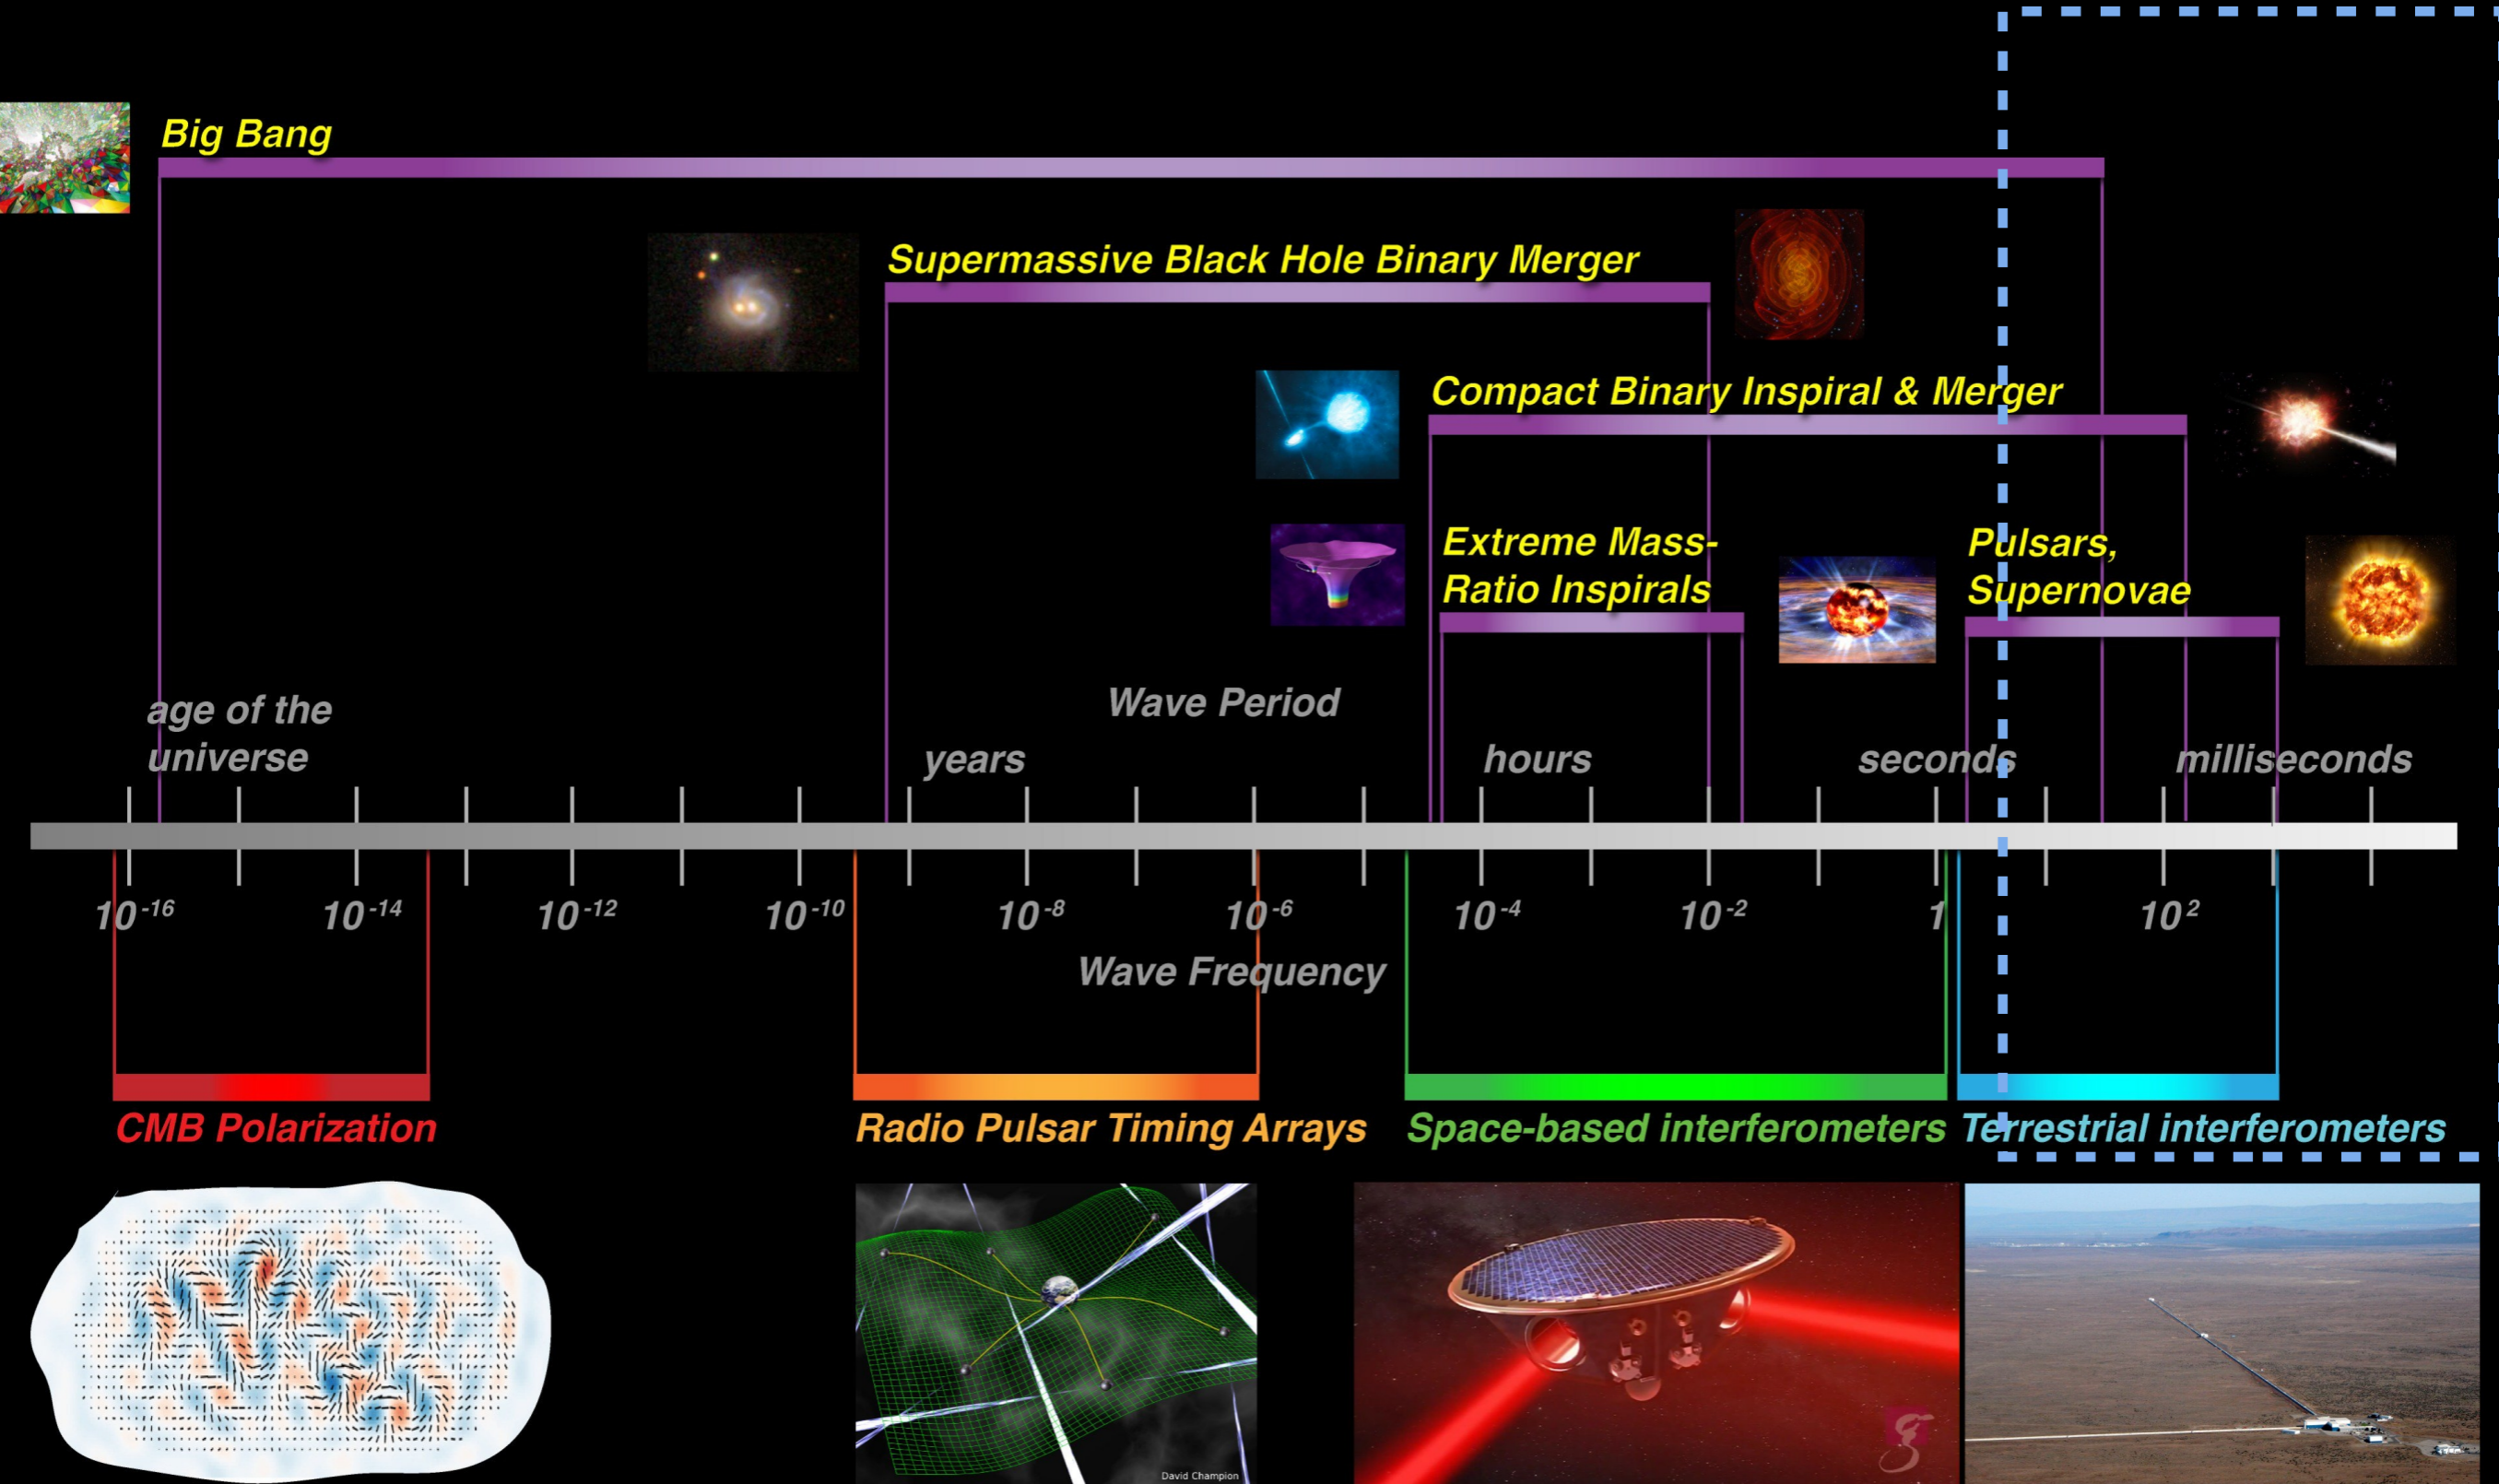 Big Bang
Supermassive Black Hole Binary Merger
Compact Binary Inspiral & Merger
Extreme Mass-
Ratio Inspirals
Pulsars,
Supernovae
age of the
universe
Wave Period
years
hours
seconds
milliseconds
10⁻¹⁶
10⁻¹⁴
10⁻¹²
10⁻¹⁰
10⁻⁸
10⁻⁶
10⁻⁴
10⁻²
1
10²
Wave Frequency
CMB Polarization
Radio Pulsar Timing Arrays
Space-based interferometers
Terrestrial interferometers
David Champion